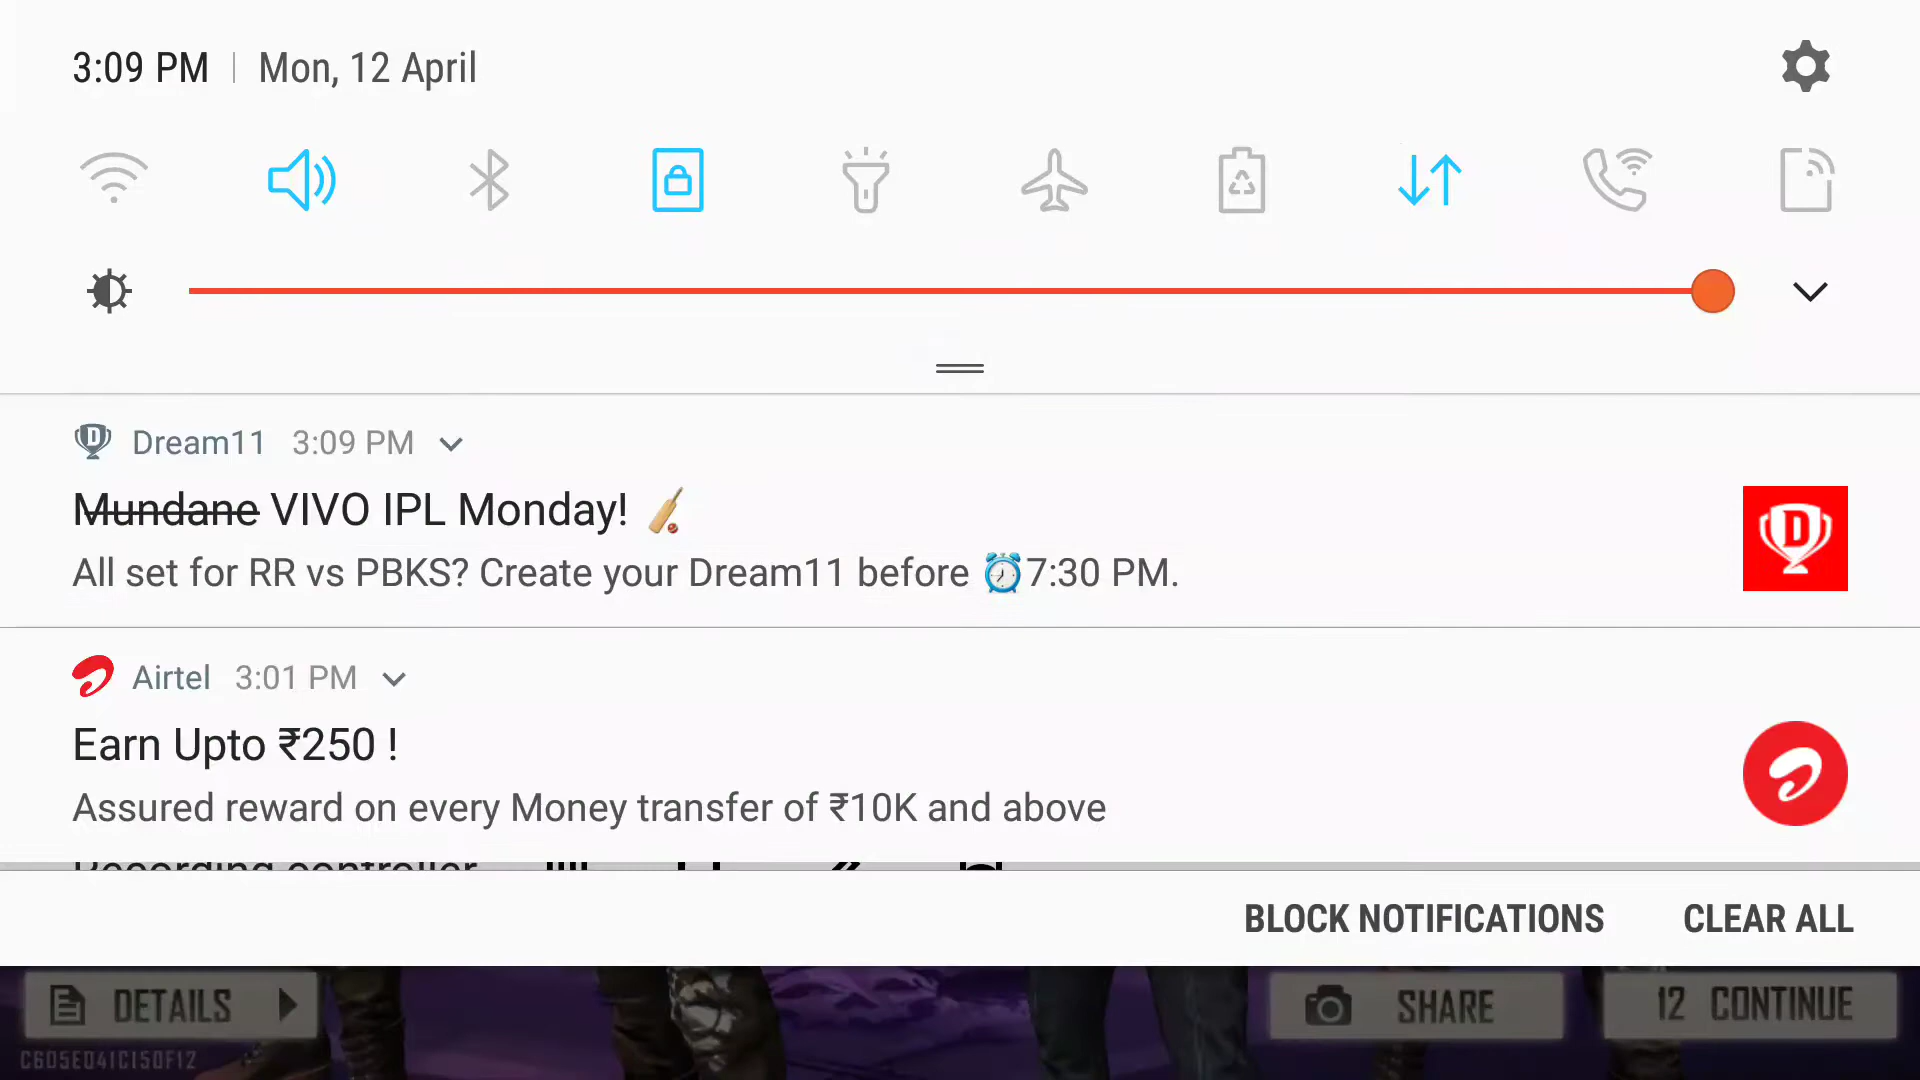 3:09 PM | Mon, 12 April
Dream11 3:09 PM
Mundane VIVO IPL Monday! 🏏
All set for RR vs PBKS? Create your Dream11 before ⏰7:30 PM.
Airtel 3:01 PM
Earn Upto ₹250 !
Assured reward on every Money transfer of ₹10K and above
Recording controller
BLOCK NOTIFICATIONS CLEAR ALL
DETAILS SHARE 12 CONTINUE
C605E041C150F12